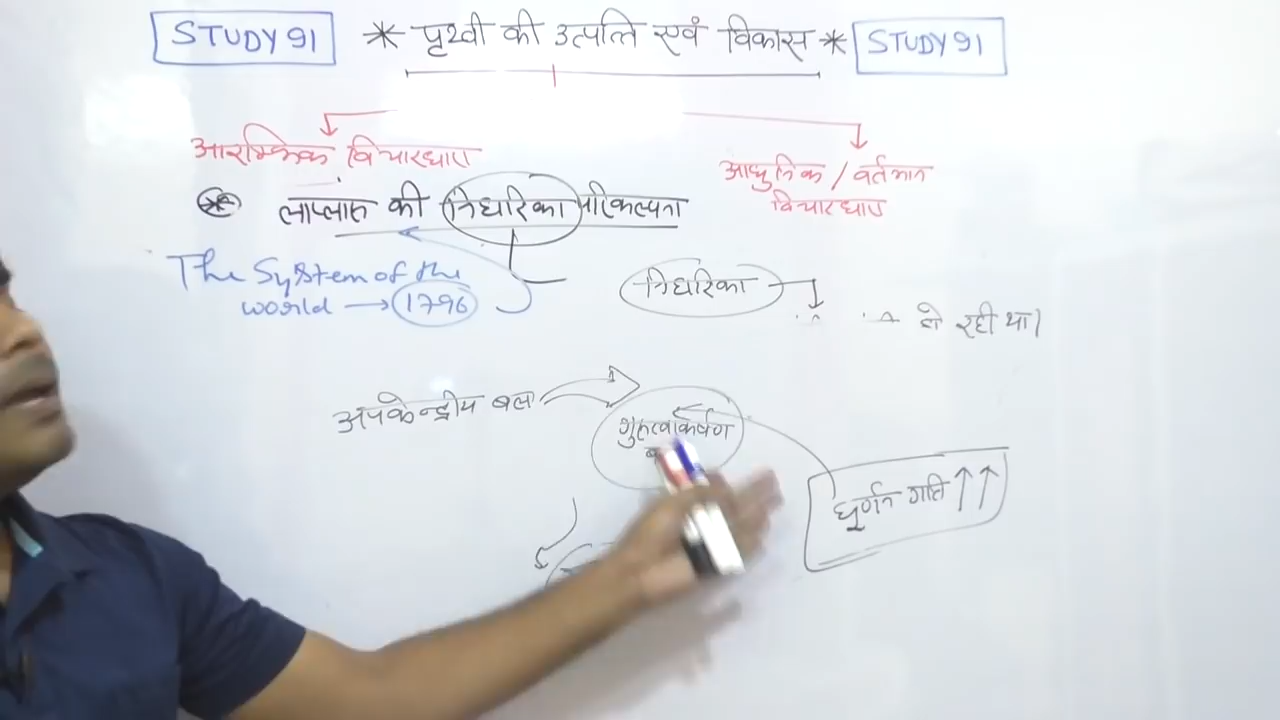 STUDY 91 * पृथ्वी की उत्पत्ति एवं विकास * STUDY 91
आरम्भिक विचारधारा
आधुनिक / वर्तमान
विचारधारा
लाप्लास की निहारिका परिकल्पना
The System of the
world → 1796
निहारिका
हो रही था।
अपकेन्द्रीय बल
गुरुत्वाकर्षण
घूर्णन गति ↑↑